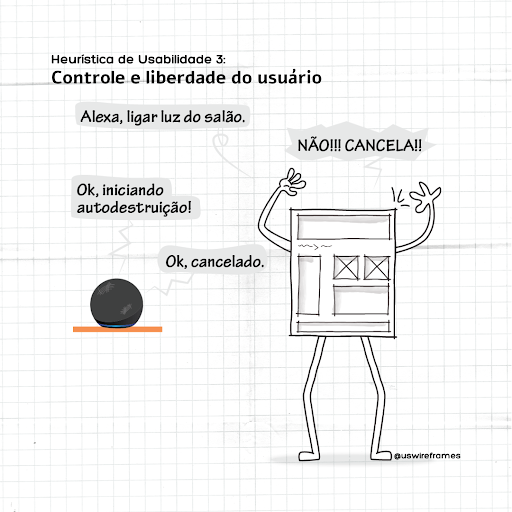 Heurística de Usabilidade 3:
Controle e liberdade do usuário
Alexa, ligar luz do salão.
NÃO!!! CANCELA!!
Ok, iniciando
autodestruição!
Ok, cancelado.
@uswireframes